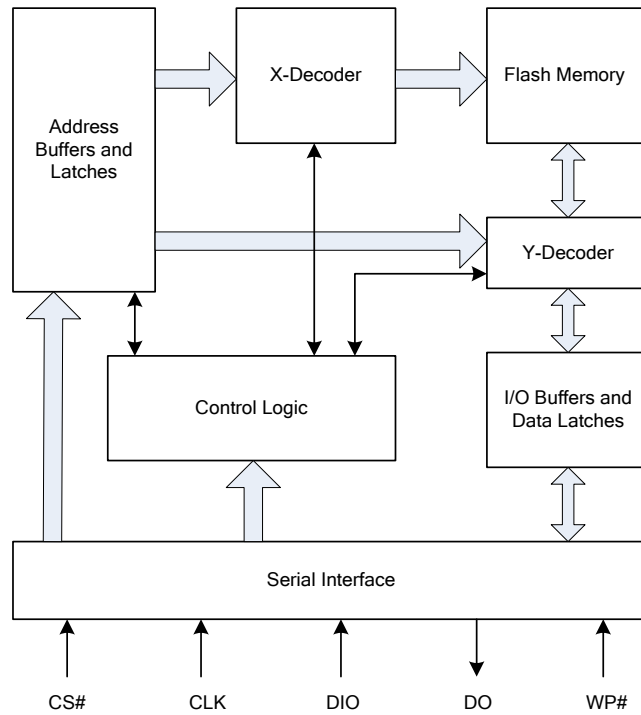 X-Decoder
Flash Memory
Address
Buffers and
Latches
Y-Decoder
Control Logic
I/O Buffers and
Data Latches
Serial Interface
CS#
CLK
DIO
DO
WP#